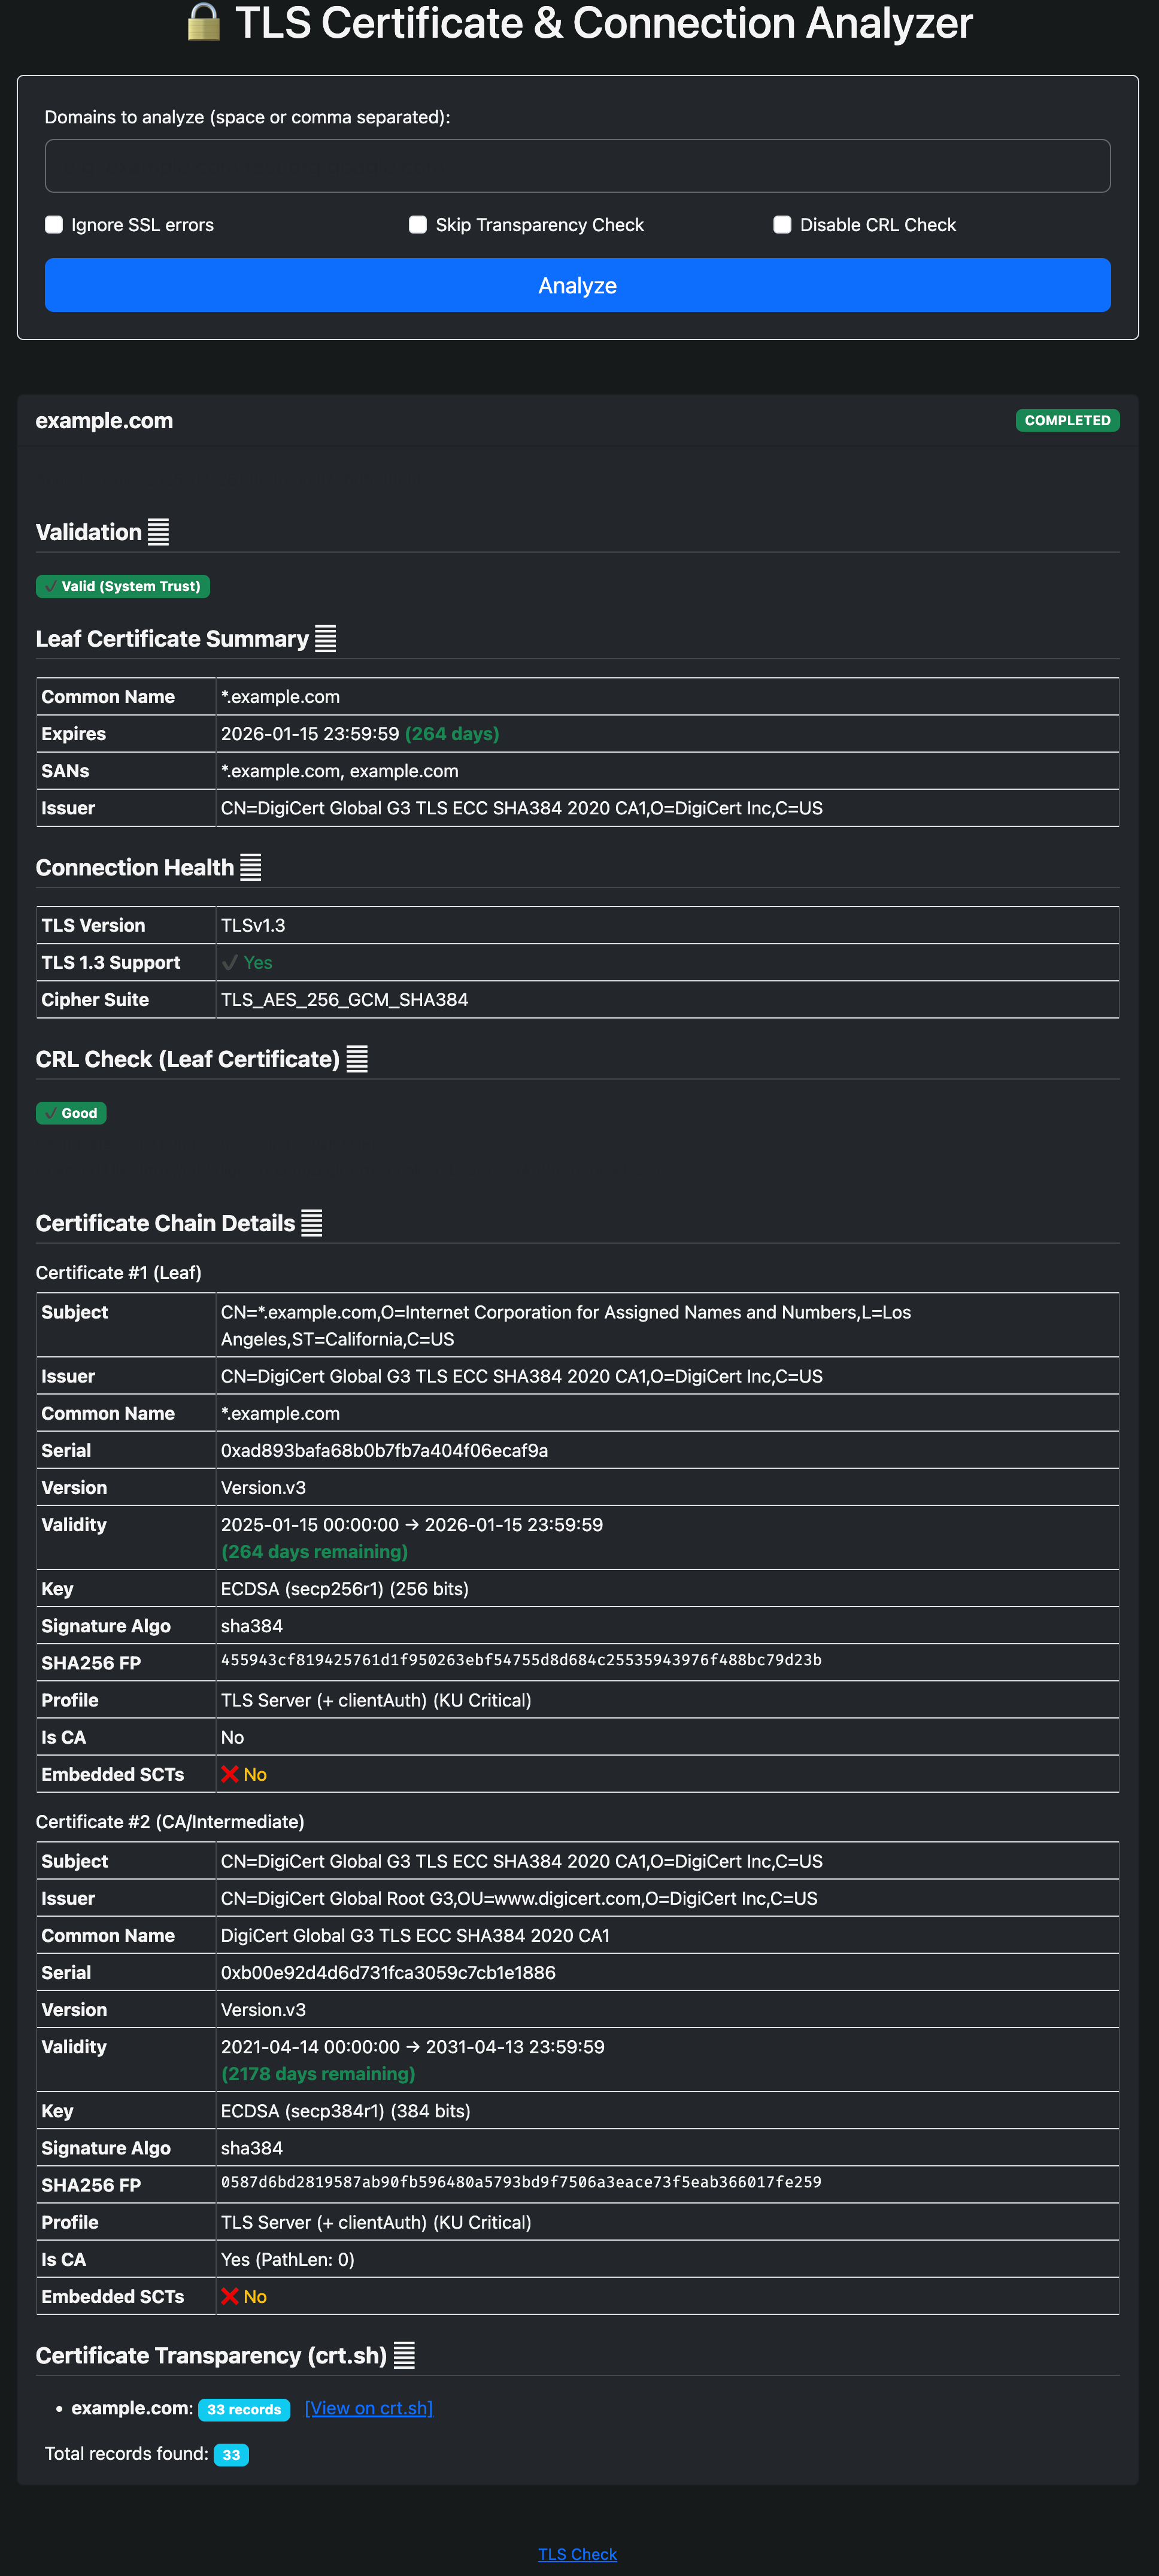 🔒 TLS Certificate & Connection Analyzer
Domains to analyze (space or comma separated):
Ignore SSL errors
Skip Transparency Check
Disable CRL Check
Analyze
example.com
COMPLETED
Validation
✔ Valid (System Trust)
Leaf Certificate Summary
Common Name *.example.com
Expires 2026-01-15 23:59:59 (264 days)
SANs *.example.com, example.com
Issuer CN=DigiCert Global G3 TLS ECC SHA384 2020 CA1,O=DigiCert Inc,C=US
Connection Health
TLS Version TLSv1.3
TLS 1.3 Support ✔ Yes
Cipher Suite TLS_AES_256_GCM_SHA384
CRL Check (Leaf Certificate)
✔ Good
Certificate Chain Details
Certificate #1 (Leaf)
Subject CN=*.example.com,O=Internet Corporation for Assigned Names and Numbers,L=Los
Angeles,ST=California,C=US
Issuer CN=DigiCert Global G3 TLS ECC SHA384 2020 CA1,O=DigiCert Inc,C=US
Common Name *.example.com
Serial 0xad893bafa68b0b7fb7a404f06ecaf9a
Version Version.v3
Validity 2025-01-15 00:00:00 → 2026-01-15 23:59:59
(264 days remaining)
Key ECDSA (secp256r1) (256 bits)
Signature Algo sha384
SHA256 FP 455943cf819425761d1f950263ebf54755d8d684c25535943976f488bc79d23b
Profile TLS Server (+ clientAuth) (KU Critical)
Is CA No
Embedded SCTs ❌ No
Certificate #2 (CA/Intermediate)
Subject CN=DigiCert Global G3 TLS ECC SHA384 2020 CA1,O=DigiCert Inc,C=US
Issuer CN=DigiCert Global Root G3,OU=www.digicert.com,O=DigiCert Inc,C=US
Common Name DigiCert Global G3 TLS ECC SHA384 2020 CA1
Serial 0xb00e92d4d6d731fca3059c7cb1e1886
Version Version.v3
Validity 2021-04-14 00:00:00 → 2031-04-13 23:59:59
(2178 days remaining)
Key ECDSA (secp384r1) (384 bits)
Signature Algo sha384
SHA256 FP 0587d6bd2819587ab90fb596480a5793bd9f7506a3eace73f5eab366017fe259
Profile TLS Server (+ clientAuth) (KU Critical)
Is CA Yes (PathLen: 0)
Embedded SCTs ❌ No
Certificate Transparency (crt.sh)
• example.com: 33 records [View on crt.sh]
Total records found: 33
TLS Check